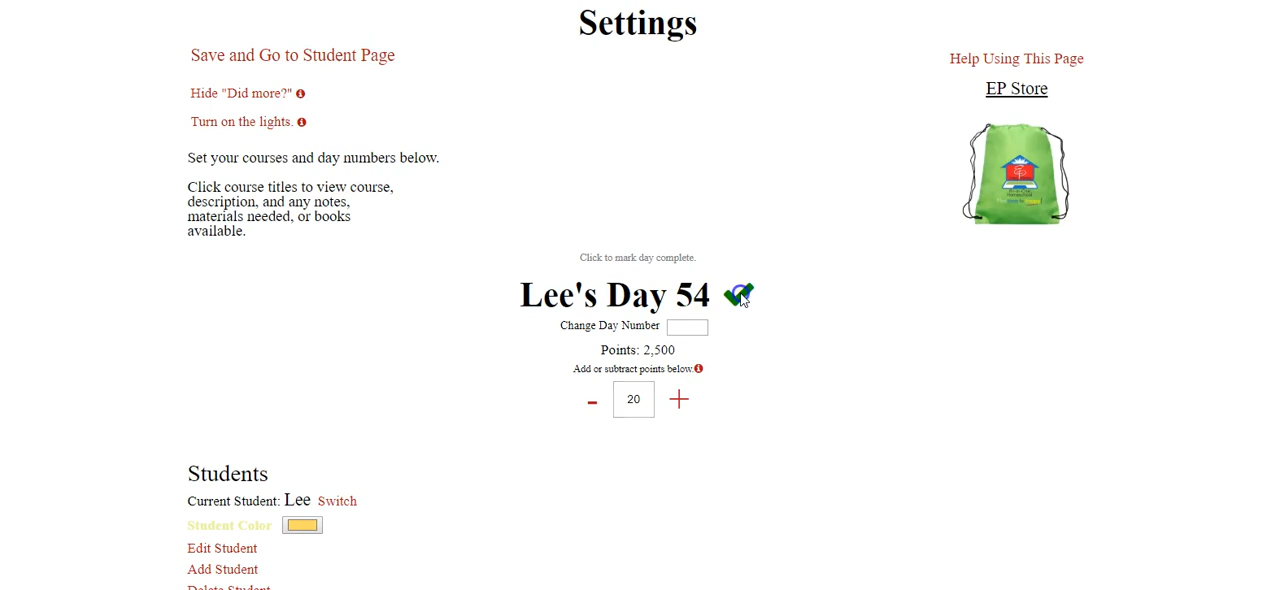 Settings
Save and Go to Student Page
Help Using This Page
Hide "Did more?"
EP Store
Turn on the lights.
Set your courses and day numbers below.
Click course titles to view course,
description, and any notes,
materials needed, or books
available.
Click to mark day complete.
Lee's Day 54
Change Day Number
Points: 2,500
Add or subtract points below.
- 20 +
Students
Current Student: Lee Switch
Student Color
Edit Student
Add Student
Delete Student